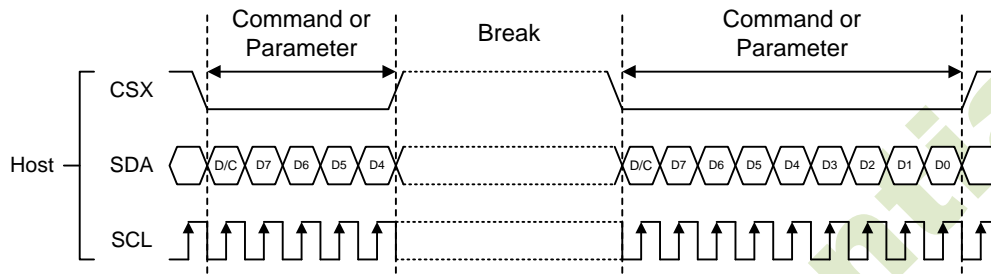 Command or
Parameter
Break
Command or
Parameter
CSX
Host
SDA
D/C D7 D6 D5 D4
D/C D7 D6 D5 D4 D3 D2 D1 D0
SCL